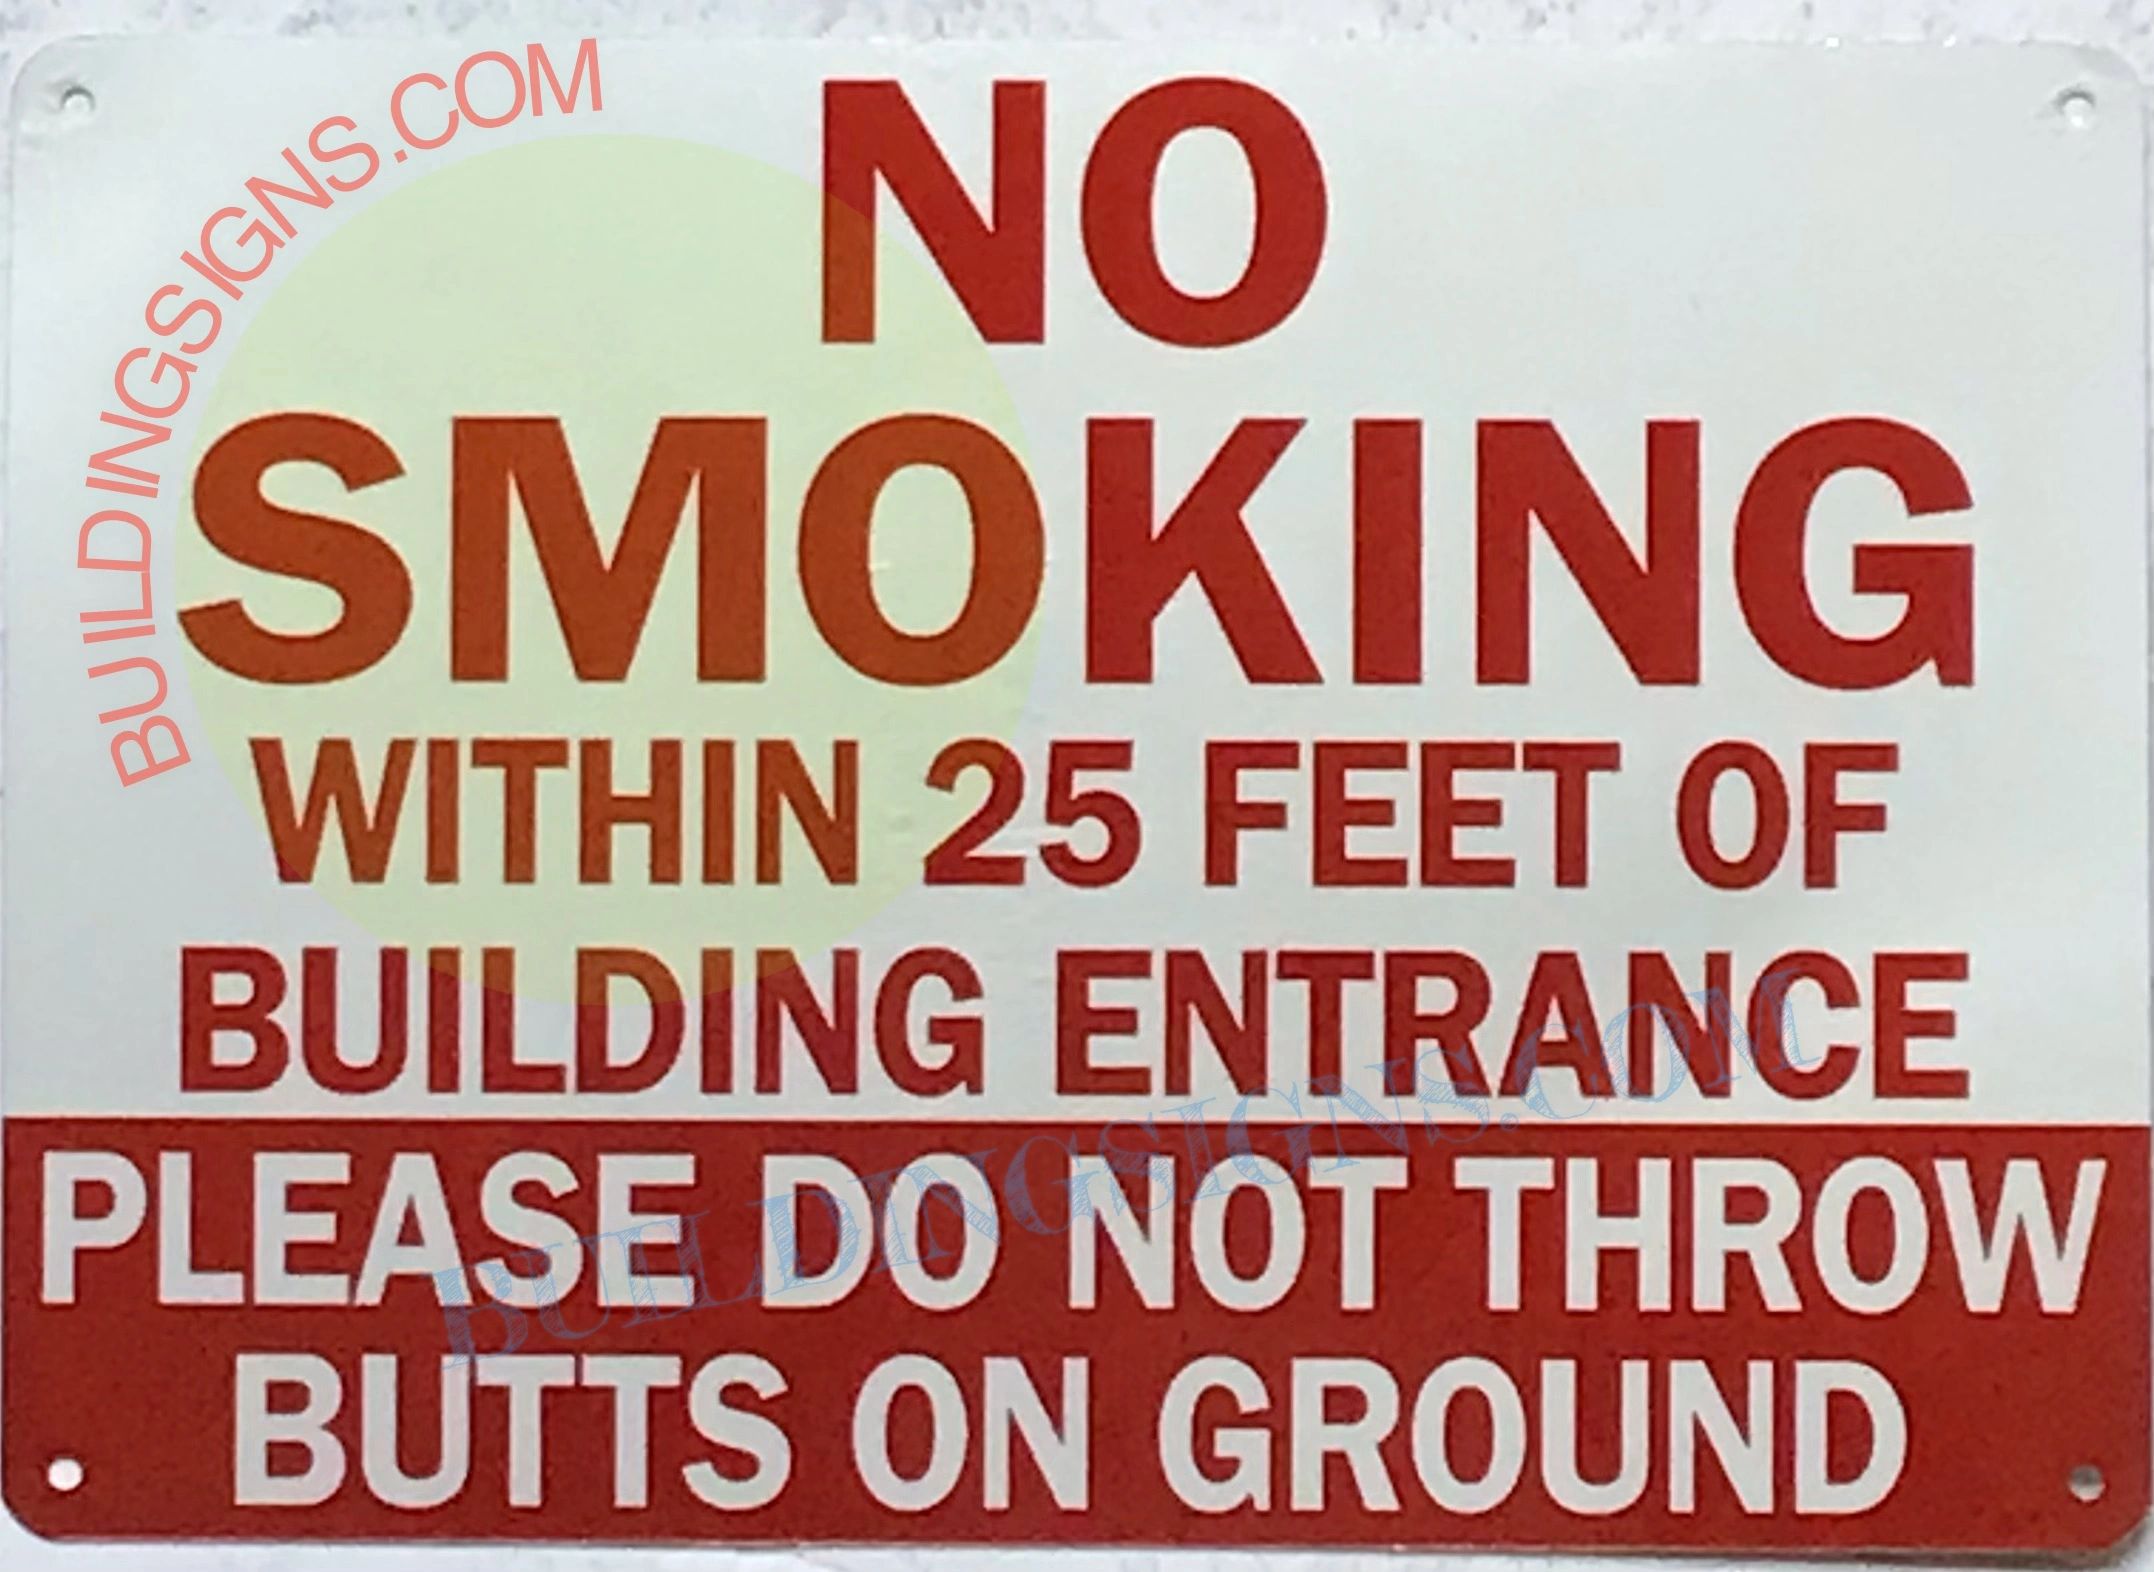 BUILDINGSIGNS.COM
NO
SMOKING
WITHIN 25 FEET OF
BUILDING ENTRANCE
BUILDINGSIGNS.COM
PLEASE DO NOT THROW
BUTTS ON GROUND